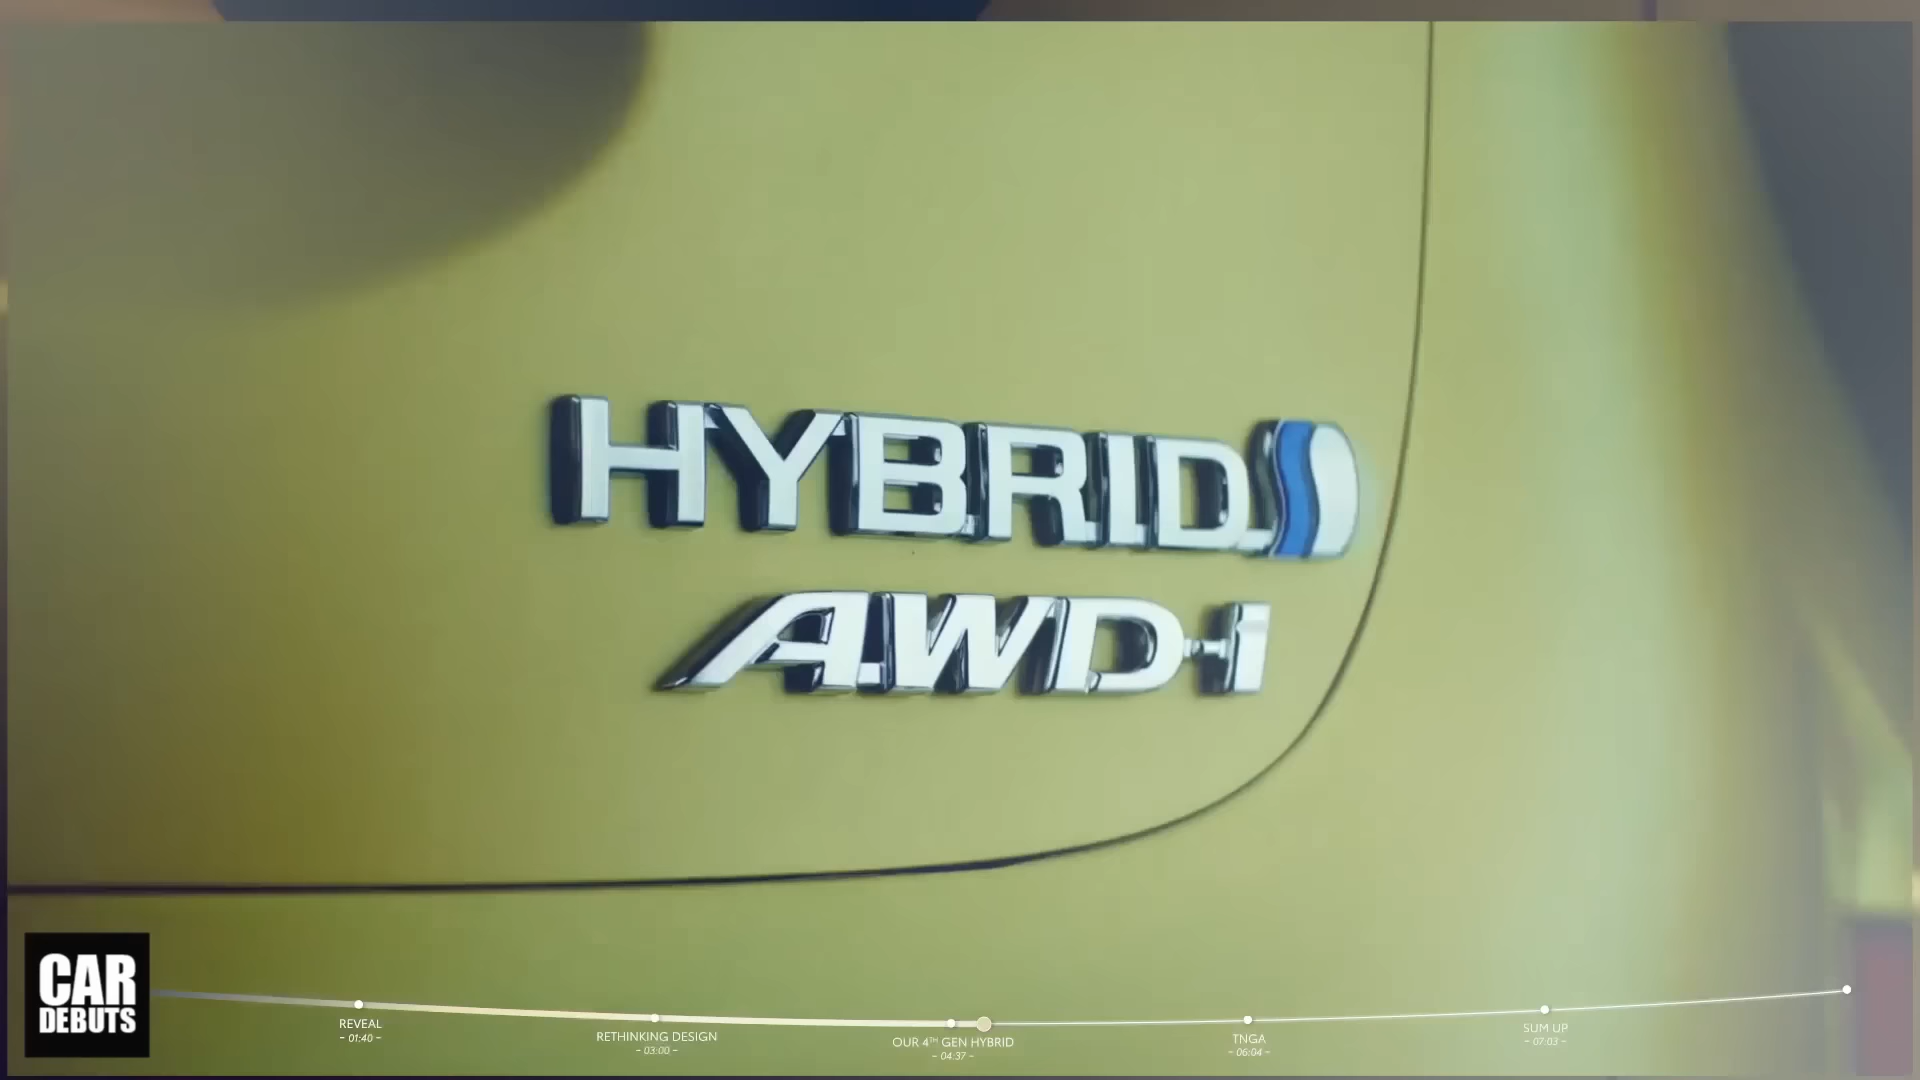 HYBRID
AWD-i
CAR
DEBUTS
REVEAL
- 01:40 -
RETHINKING DESIGN
- 03:00 -
OUR 4TH GEN HYBRID
- 04:37 -
TNGA
- 06:04 -
SUM UP
- 07:03 -